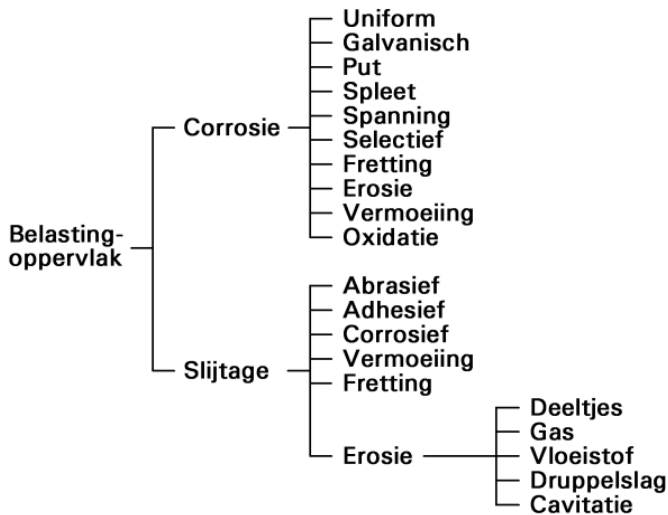 Belasting-
oppervlak
Corrosie
Uniform
Galvanisch
Put
Spleet
Spanning
Selectief
Fretting
Erosie
Vermoeiing
Oxidatie
Slijtage
Abrasief
Adhesief
Corrosief
Vermoeiing
Fretting
Erosie
Deeltjes
Gas
Vloeistof
Druppelslag
Cavitatie